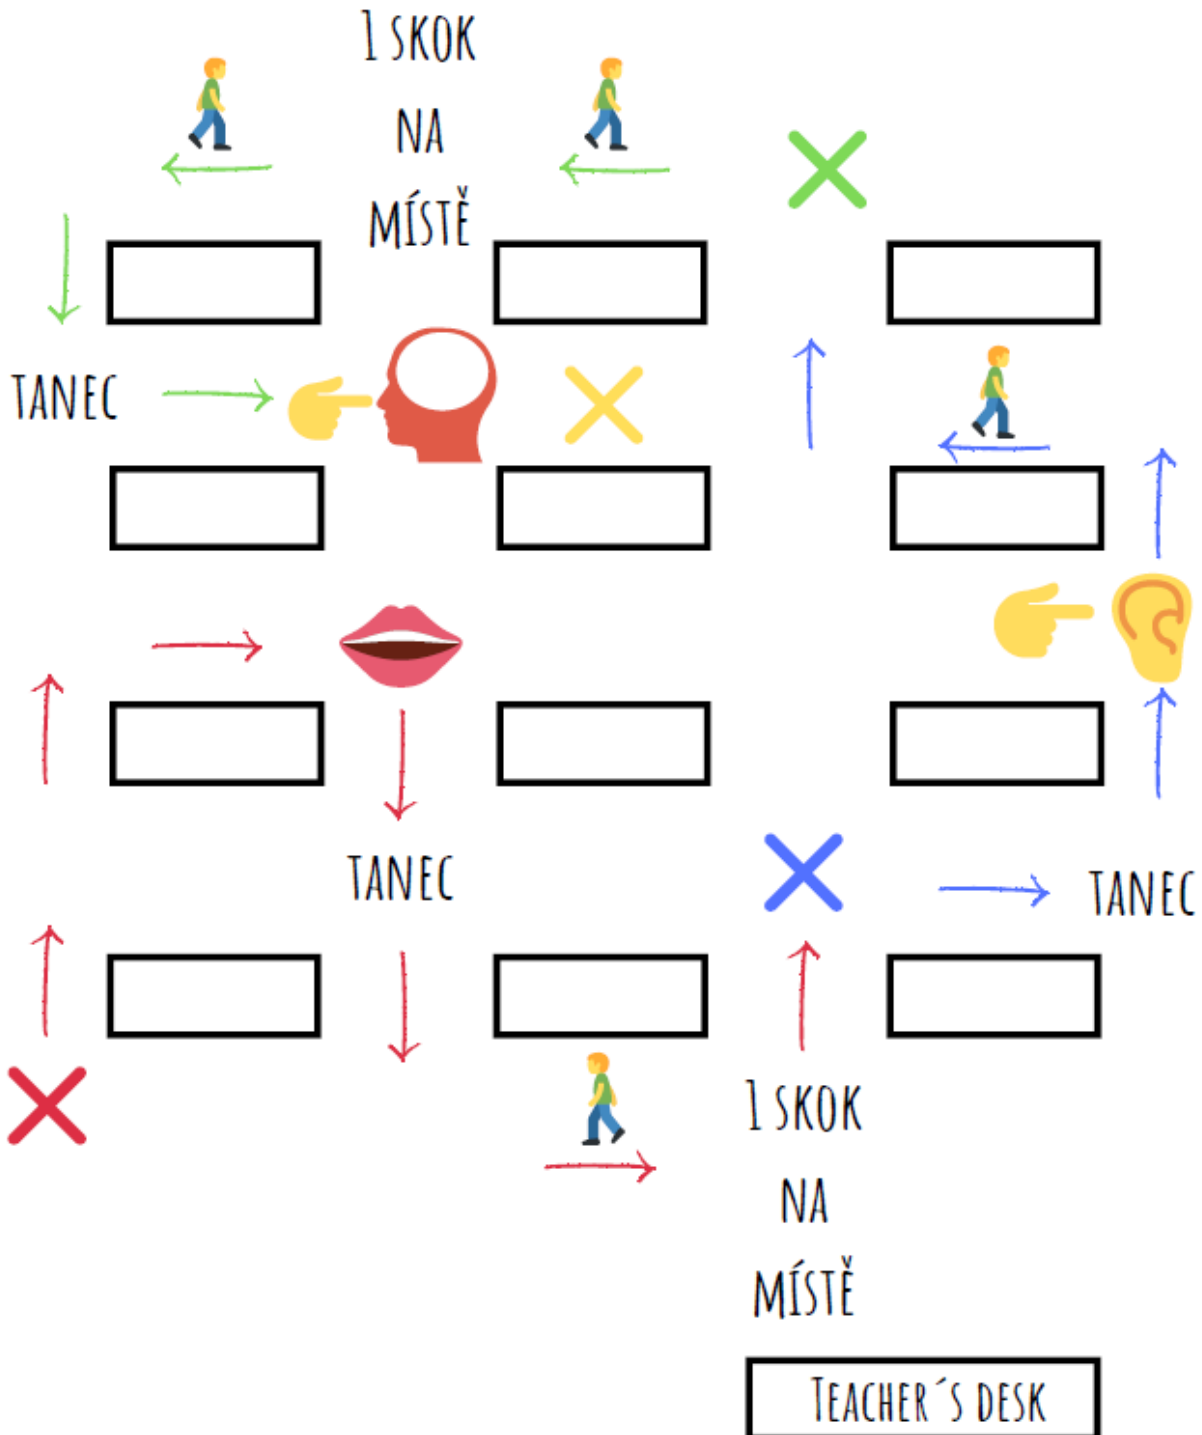 1 SKOK
NA
MÍSTĚ
TANEC
TANEC
TANEC
1 SKOK
NA
MÍSTĚ
TEACHER´S DESK